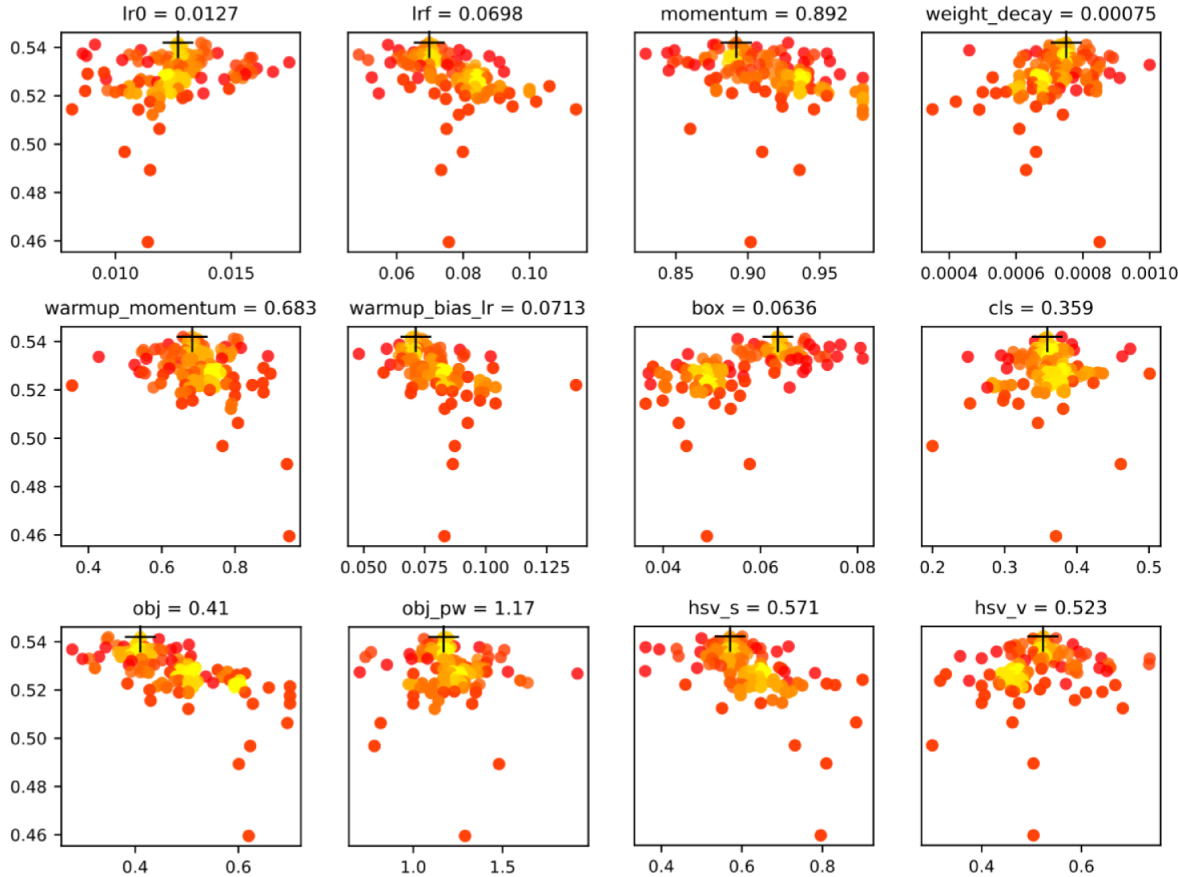 lr0 = 0.0127
lrf = 0.0698
momentum = 0.892
weight_decay = 0.00075
0.54
0.52
0.50
0.48
0.46
0.010 0.015
0.06 0.08 0.10
0.85 0.90 0.95
0.0004 0.0006 0.0008 0.0010
warmup_momentum = 0.683
warmup_bias_lr = 0.0713
box = 0.0636
cls = 0.359
0.54
0.52
0.50
0.48
0.46
0.4 0.6 0.8
0.050 0.075 0.100 0.125
0.04 0.06 0.08
0.2 0.3 0.4 0.5
obj = 0.41
obj_pw = 1.17
hsv_s = 0.571
hsv_v = 0.523
0.54
0.52
0.50
0.48
0.46
0.4 0.6
1.0 1.5
0.4 0.6 0.8
0.4 0.6